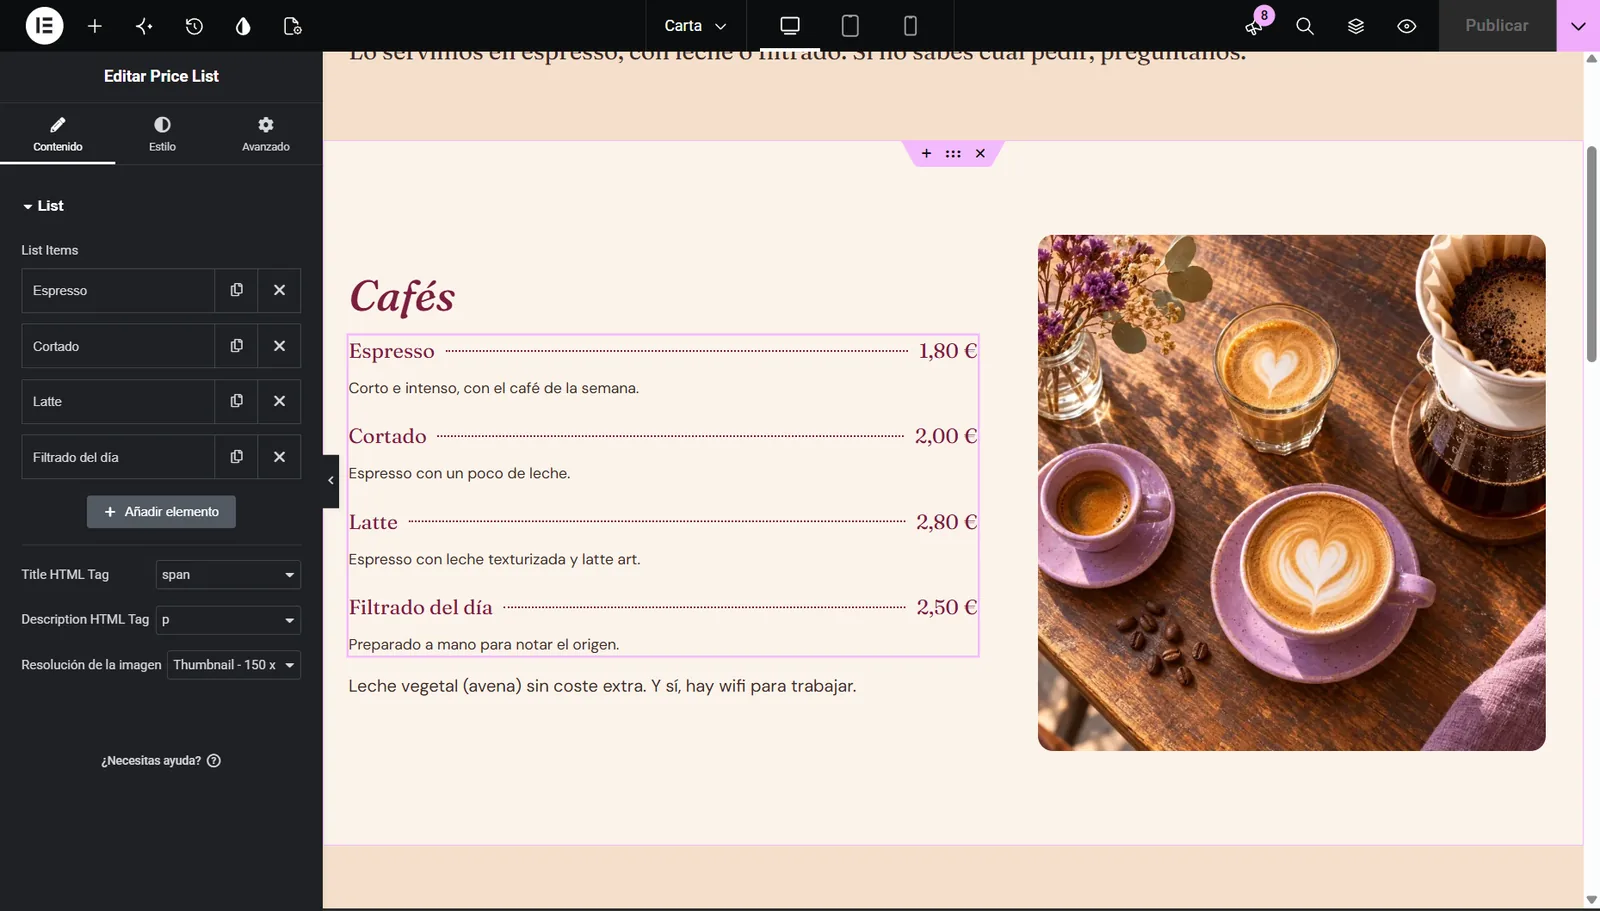 Carta
8
Publicar
Editar Price List
Contenido
Estilo
Avanzado
List
List Items
Espresso
Cortado
Latte
Filtrado del día
Añadir elemento
Title HTML Tag
span
Description HTML Tag
p
Resolución de la imagen
Thumbnail - 150 x
¿Necesitas ayuda?
Lo servimos en espresso, con leche o filtrado. Si no sabes cuál pedir, pregúntanos.
Cafés
Espresso 1,80 €
Corto e intenso, con el café de la semana.
Cortado 2,00 €
Espresso con un poco de leche.
Latte 2,80 €
Espresso con leche texturizada y latte art.
Filtrado del día 2,50 €
Preparado a mano para notar el origen.
Leche vegetal (avena) sin coste extra. Y sí, hay wifi para trabajar.